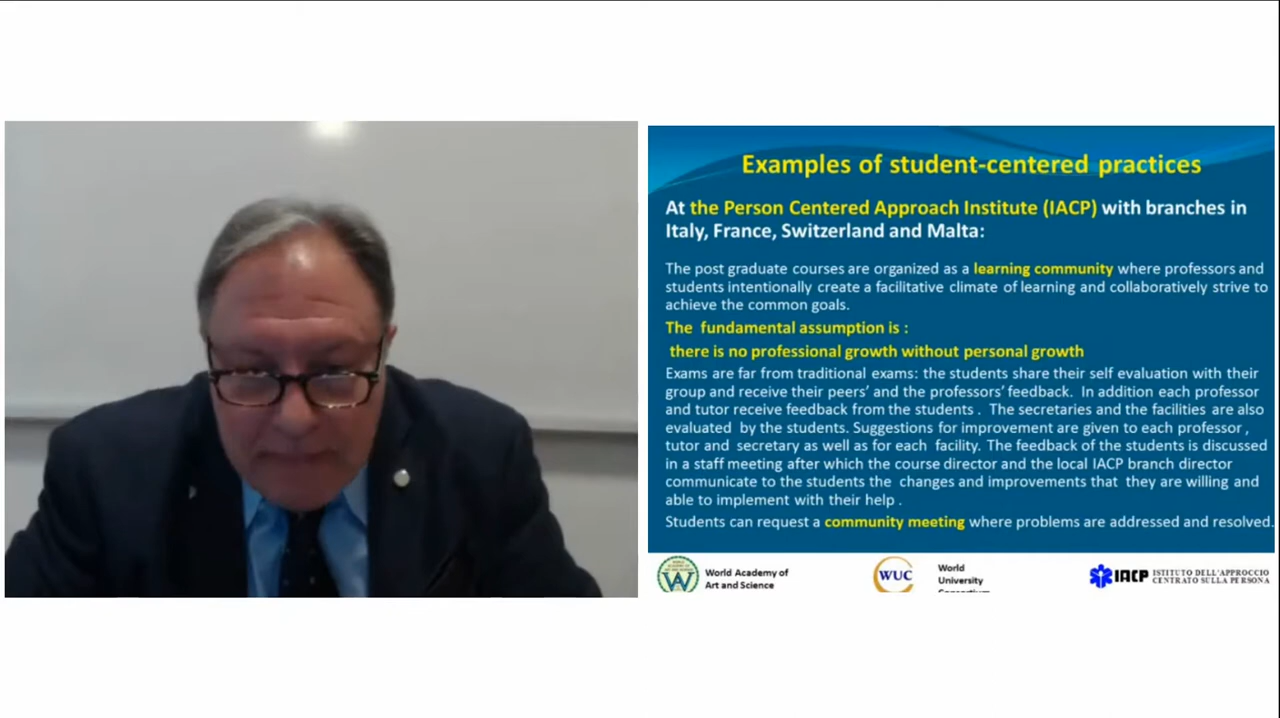 Examples of student-centered practices
At the Person Centered Approach Institute (IACP) with branches in
Italy, France, Switzerland and Malta:
The post graduate courses are organized as a learning community where professors and
students intentionally create a facilitative climate of learning and collaboratively strive to
achieve the common goals.
The fundamental assumption is :
there is no professional growth without personal growth
Exams are far from traditional exams: the students share their self evaluation with their
group and receive their peers' and the professors' feedback. In addition each professor
and tutor receive feedback from the students . The secretaries and the facilities are also
evaluated by the students. Suggestions for improvement are given to each professor ,
tutor and secretary as well as for each facility. The feedback of the students is discussed
in a staff meeting after which the course director and the local IACP branch director
communicate to the students the changes and improvements that they are willing and
able to implement with their help .
Students can request a community meeting where problems are addressed and resolved.
World Academy of
Art and Science
WUC
World
University
IACP ISTITUTO DELL'APPROCCIO
CENTRATO SULLA PERSONA